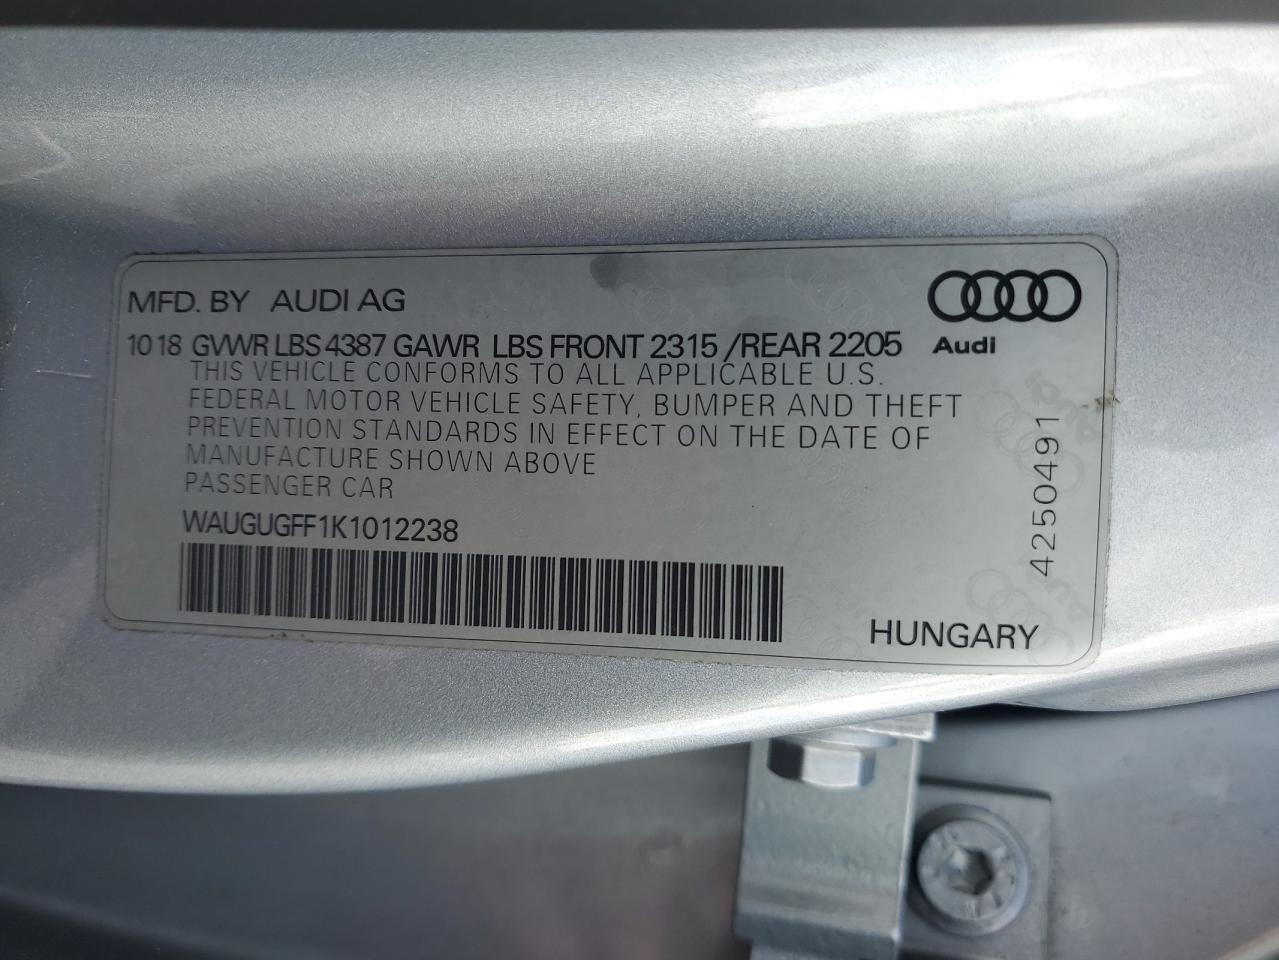 MFD. BY AUDI AG
10 18 GVWR LBS 4387 GAWR LBS FRONT 2315 /REAR 2205
Audi
THIS VEHICLE CONFORMS TO ALL APPLICABLE U.S.
FEDERAL MOTOR VEHICLE SAFETY, BUMPER AND THEFT
PREVENTION STANDARDS IN EFFECT ON THE DATE OF
MANUFACTURE SHOWN ABOVE
PASSENGER CAR
WAUGUGFF1K1012238
4250491
HUNGARY